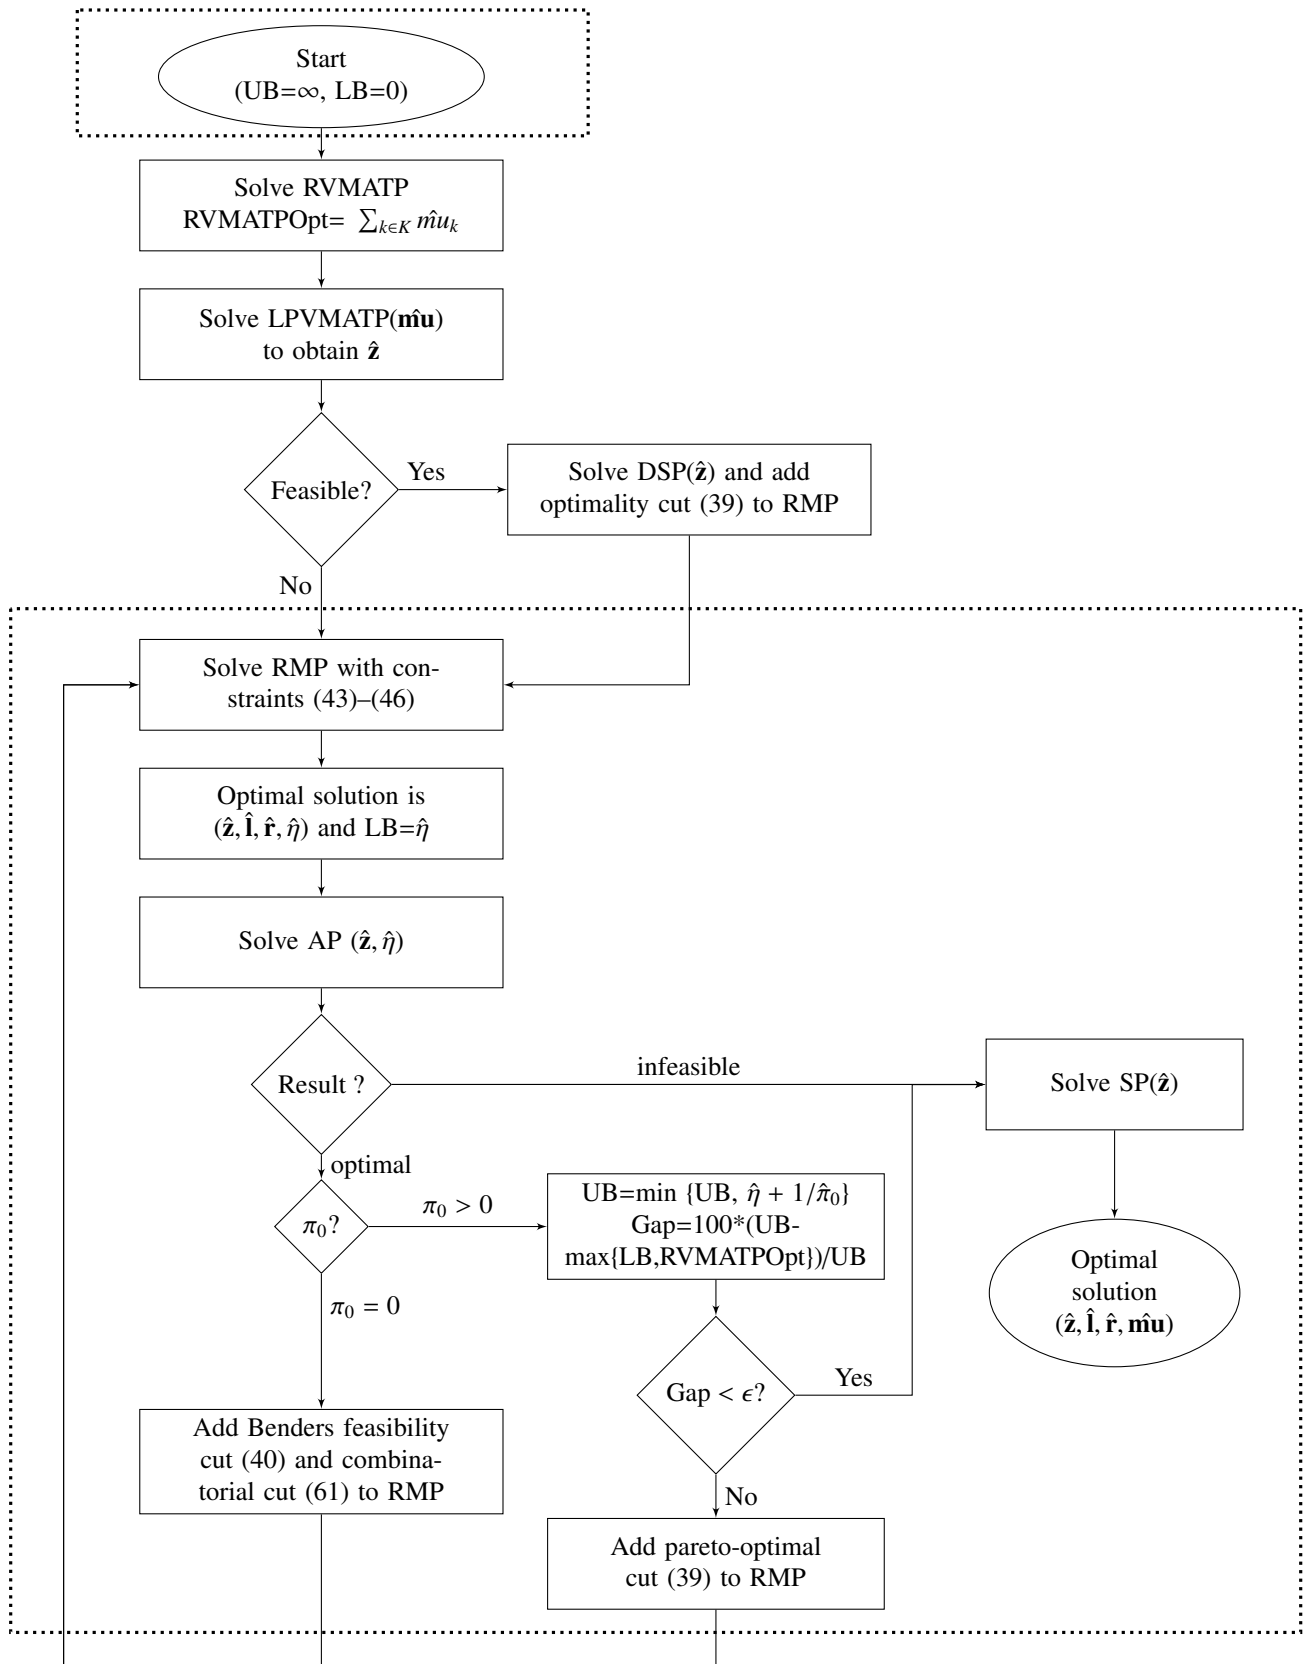 Start
(UB=∞, LB=0)
Solve RVMATP
RVMATPOpt= ∑k∈K m̂uk
Solve LPVMATP(m̂u)
to obtain ẑ
Feasible?
Yes
Solve DSP(ẑ) and add
optimality cut (39) to RMP
No
Solve RMP with con-
straints (43)–(46)
Optimal solution is
(ẑ, l̂, r̂, η̂) and LB=η̂
Solve AP (ẑ, η̂)
Result ?
infeasible
Solve SP(ẑ)
optimal
π0?
π0 > 0
UB=min {UB, η̂ + 1/π̂0}
Gap=100*(UB-
max{LB,RVMATPOpt})/UB
Optimal
solution
(ẑ, l̂, r̂, m̂u)
π0 = 0
Gap < ϵ?
Yes
Add Benders feasibility
cut (40) and combina-
torial cut (61) to RMP
No
Add pareto-optimal
cut (39) to RMP